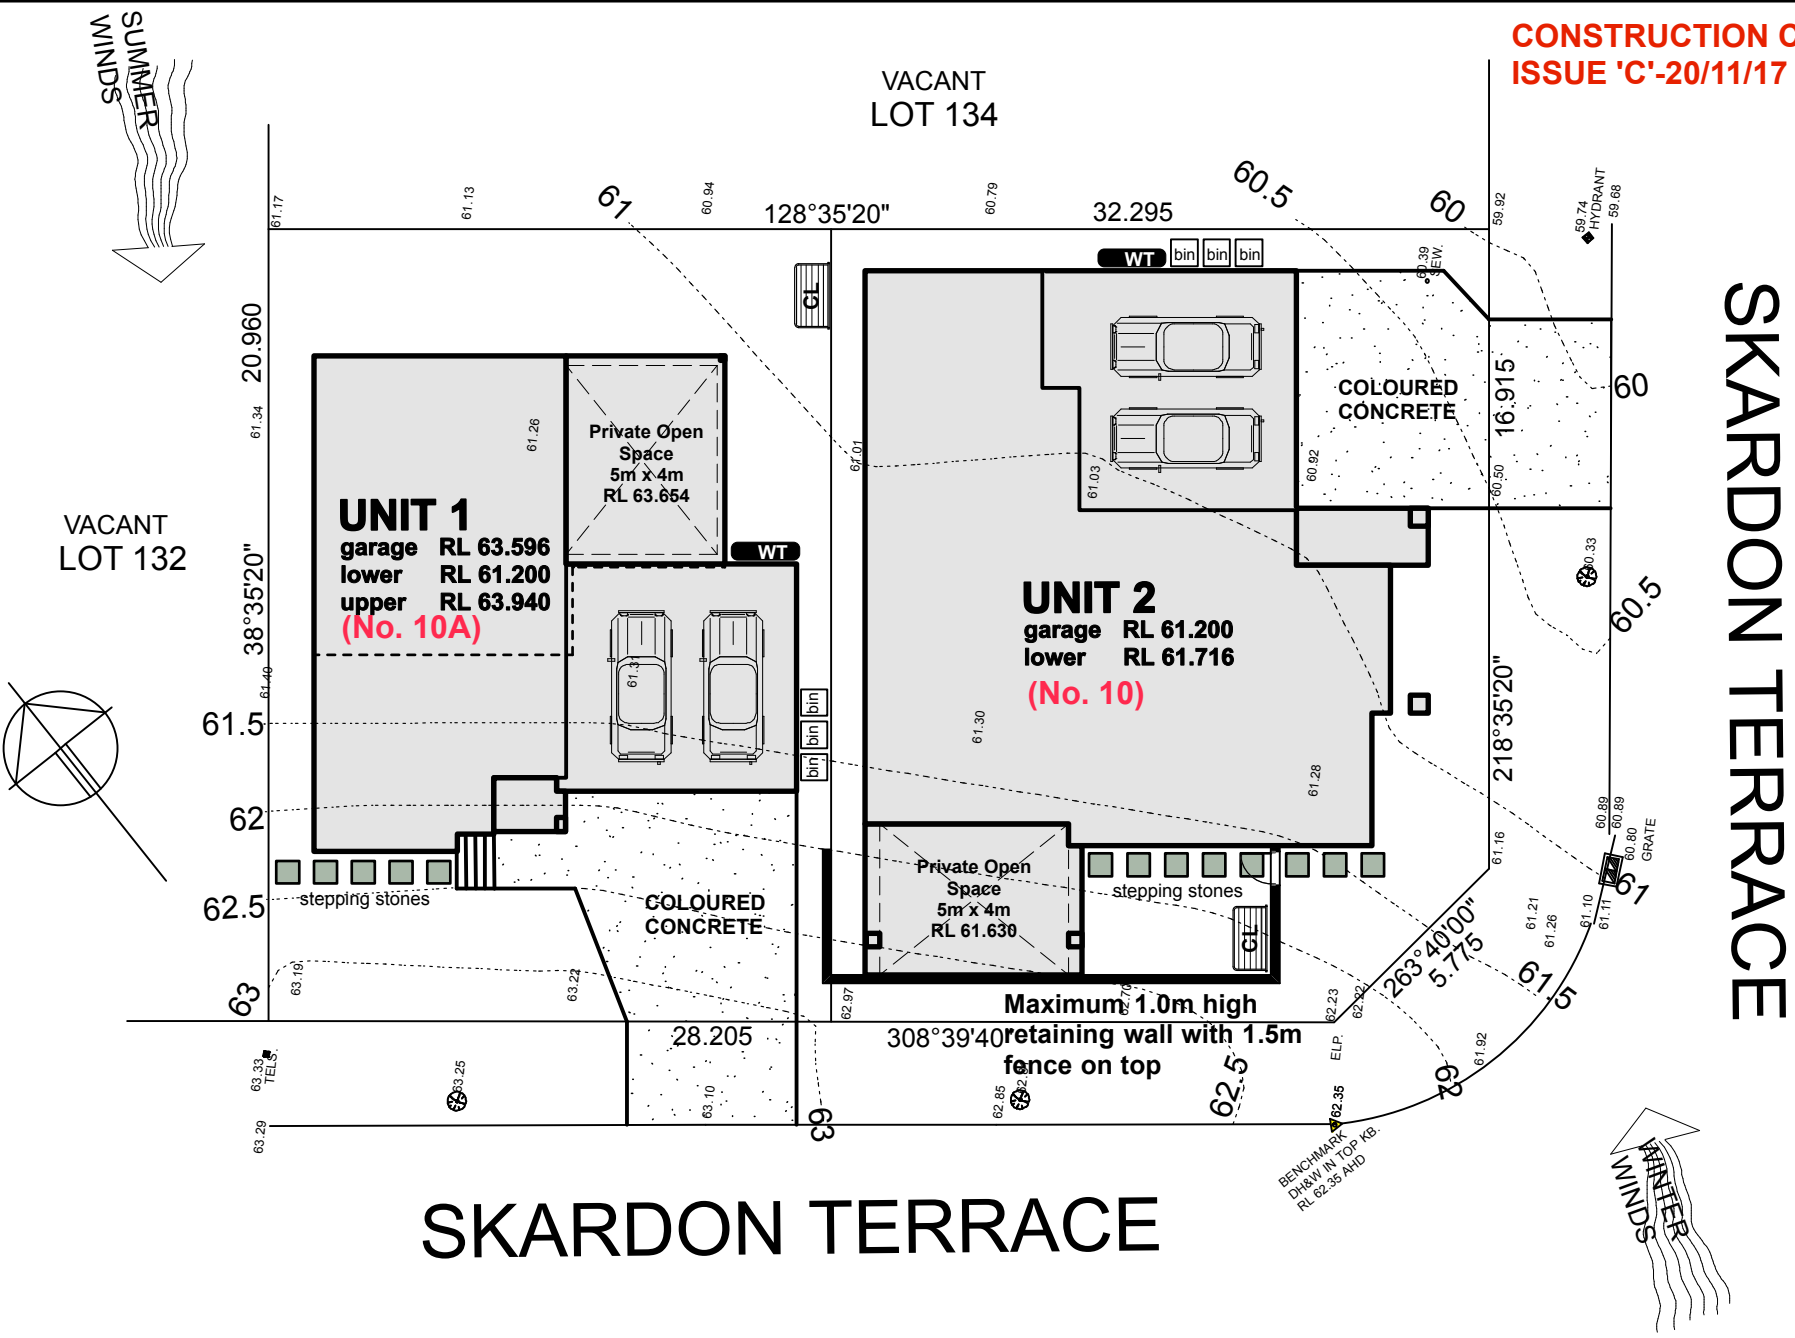 CONSTRUCTION C
ISSUE 'C'-20/11/17
SUMMER
WINDS
VACANT
LOT 134
61.17
61.13
61
60.94
128°35'20"
60.79
32.295
60.5
60
59.92
59.74
HYDRANT
59.68
WT
bin
bin
bin
60.39
SEW.
CL
20.960
61.34
61.26
Private Open
Space
5m x 4m
RL 63.654
61.01
61.03
COLOURED
CONCRETE
60.92
16.915
60
60.50
SKARDON TERRACE
VACANT
LOT 132
UNIT 1
garage RL 63.596
lower RL 61.200
upper RL 63.940
(No. 10A)
38°35'20"
61.40
WT
61.31
UNIT 2
garage RL 61.200
lower RL 61.716
(No. 10)
60.33
60.5
218°35'20"
61.5
bin
bin
bin
61.30
61.28
62
60.89
60.89
60.80
GRATE
61.16
61
62.5
stepping stones
COLOURED
CONCRETE
Private Open
Space
5m x 4m
RL 61.630
stepping stones
CL
61.21
61.26
61.10
61.11
263°40'00"
5.775
61.5
63
63.19
63.22
62.97
62.70
Maximum 1.0m high
retaining wall with 1.5m
fence on top
62.23
62.22
28.205
308°39'40"
63.33
TELS.
63.25
63.10
63
62.85
62.5
ELP.
61.92
62
63.29
62.35
BENCHMARK
DH&W IN TOP KB.
RL 62.35 AHD
SKARDON TERRACE
WINTER
WINDS